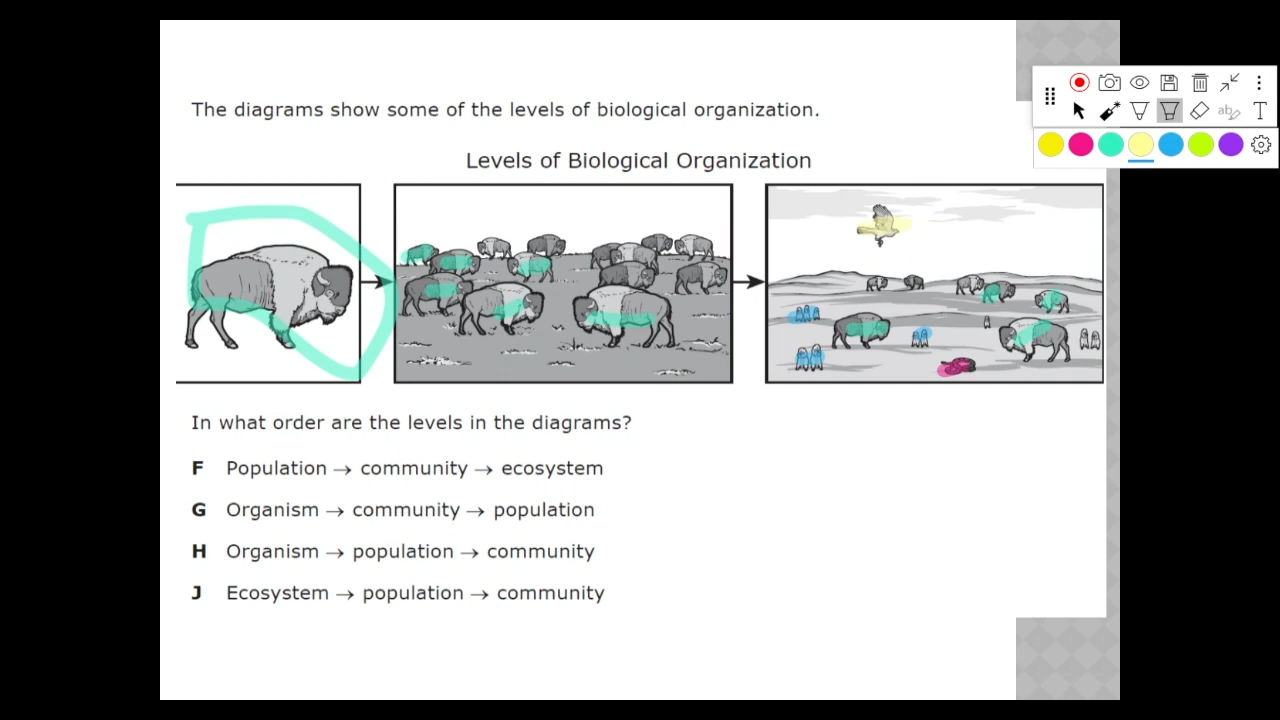 The diagrams show some of the levels of biological organization.
Levels of Biological Organization
In what order are the levels in the diagrams?
F Population → community → ecosystem
G Organism → community → population
H Organism → population → community
J Ecosystem → population → community
ab
T